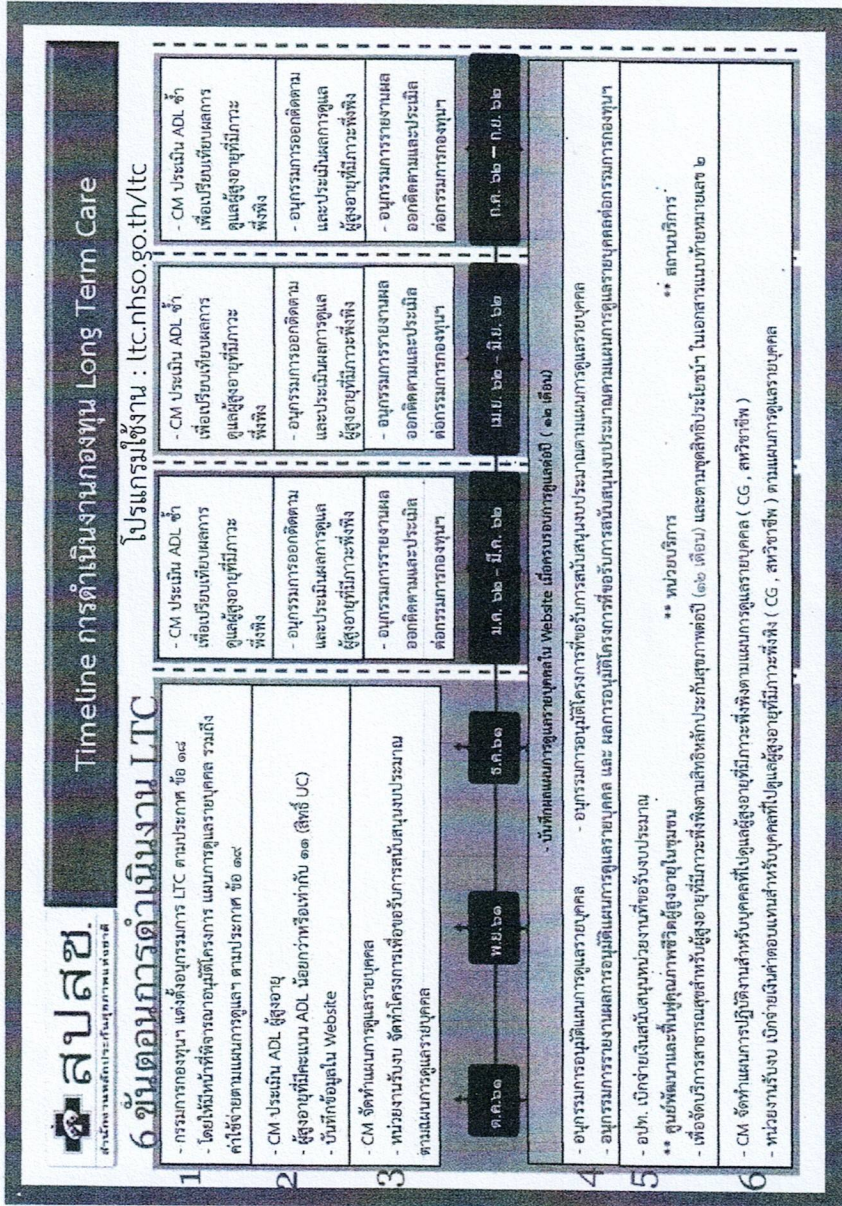 สปสช.
สำนักงานหลักประกันสุขภาพแห่งชาติ
Timeline การดำเนินงานกองทุน Long Term Care
6 ขั้นตอนการดำเนินงาน LTC
โปรแกรมใช้งาน : ltc.nhso.go.th/ltc
1
- กรรมการกองทุนฯ แต่งตั้งอนุกรรมการ LTC ตามประกาศ ข้อ ๑๘
- โดยให้มีหน้าที่พิจารณาอนุมัติโครงการ แผนการดูแลรายบุคคล รวมถึง
ค่าใช้จ่ายตามแผนการดูแลฯ ตามประกาศ ข้อ ๑๙
2
- CM ประเมิน ADL ผู้สูงอายุ
- ผู้สูงอายุที่มีคะแนน ADL น้อยกว่าหรือเท่ากับ ๑๑ (สิทธิ์ UC)
- บันทึกข้อมูลใน Website
3
- CM จัดทำแผนการดูแลรายบุคคล
- หน่วยงานรับงบ จัดทำโครงการเพื่อขอรับการสนับสนุนงบประมาณ
ตามแผนการดูแลรายบุคคล
- CM ประเมิน ADL ซ้ำ
เพื่อเปรียบเทียบผลการ
ดูแลผู้สูงอายุที่มีภาวะ
พึ่งพิง
- อนุกรรมการออกติดตาม
และประเมินผลการดูแล
ผู้สูงอายุที่มีภาวะพึ่งพิง
- อนุกรรมการรายงานผล
ออกติดตามและประเมิล
ต่อกรรมการกองทุนฯ
- CM ประเมิน ADL ซ้ำ
เพื่อเปรียบเทียบผลการ
ดูแลผู้สูงอายุที่มีภาวะ
พึ่งพิง
- อนุกรรมการออกติดตาม
และประเมินผลการดูแล
ผู้สูงอายุที่มีภาวะพึ่งพิง
- อนุกรรมการรายงานผล
ออกติดตามและประเมิล
ต่อกรรมการกองทุนฯ
- CM ประเมิน ADL ซ้ำ
เพื่อเปรียบเทียบผลการ
ดูแลผู้สูงอายุที่มีภาวะ
พึ่งพิง
- อนุกรรมการออกติดตาม
และประเมินผลการดูแล
ผู้สูงอายุที่มีภาวะพึ่งพิง
- อนุกรรมการรายงานผล
ออกติดตามและประเมิล
ต่อกรรมการกองทุนฯ
ต.ค.๖๑
พ.ย.๖๑
ธ.ค.๖๑
ม.ค. ๖๒ – มี.ค. ๖๒
เม.ย. ๖๒ – มิ.ย. ๖๒
ก.ค. ๖๒ – ก.ย. ๖๒
- บันทึกผลแผนการดูแลรายบุคคลใน Website เมื่อครบรอบการดูแลต่อปี ( ๑๒ เดือน)
4
- อนุกรรมการอนุมัติแผนการดูแลรายบุคคล - อนุกรรมการอนุมัติโครงการที่ขอรับการสนับสนุนงบประมาณตามแผนการดูแลรายบุคคล
- อนุกรรมการรายงานผลการอนุมัติแผนการดูแลรายบุคคล และ ผลการอนุมัติโครงการที่ขอรับการสนับสนุนงบประมาณตามแผนการดูแลรายบุคคลต่อกรรมการกองทุนฯ
5
- อปท. เบิกจ่ายเงินสนับสนุนหน่วยงานที่ขอรับงบประมาณ
** ศูนย์พัฒนาและฟื้นฟูคุณภาพชีวิตผู้สูงอายุในชุมชน ** หน่วยบริการ ** สถานบริการ
- เพื่อจัดบริการสาธารณสุขสำหรับผู้สูงอายุที่มีภาวะพึ่งพิงตามสิทธิหลักประกันสุขภาพต่อปี (๑๒ เดือน) และตามชุดสิทธิประโยชน์ฯ ในเอกสารแนบท้ายหมายเลข ๒
6
- CM จัดทำแผนการปฏิบัติงานสำหรับบุคคลที่ไปดูแลผู้สูงอายุที่มีภาวะพึ่งพิงตามแผนการดูแลรายบุคคล ( CG , สหวิชาชีพ )
- หน่วยงานรับงบ เบิกจ่ายเงินค่าตอบแทนสำหรับบุคคลที่ไปดูแลผู้สูงอายุที่มีภาวะพึ่งพิง ( CG , สหวิชาชีพ ) ตามแผนการดูแลรายบุคคล